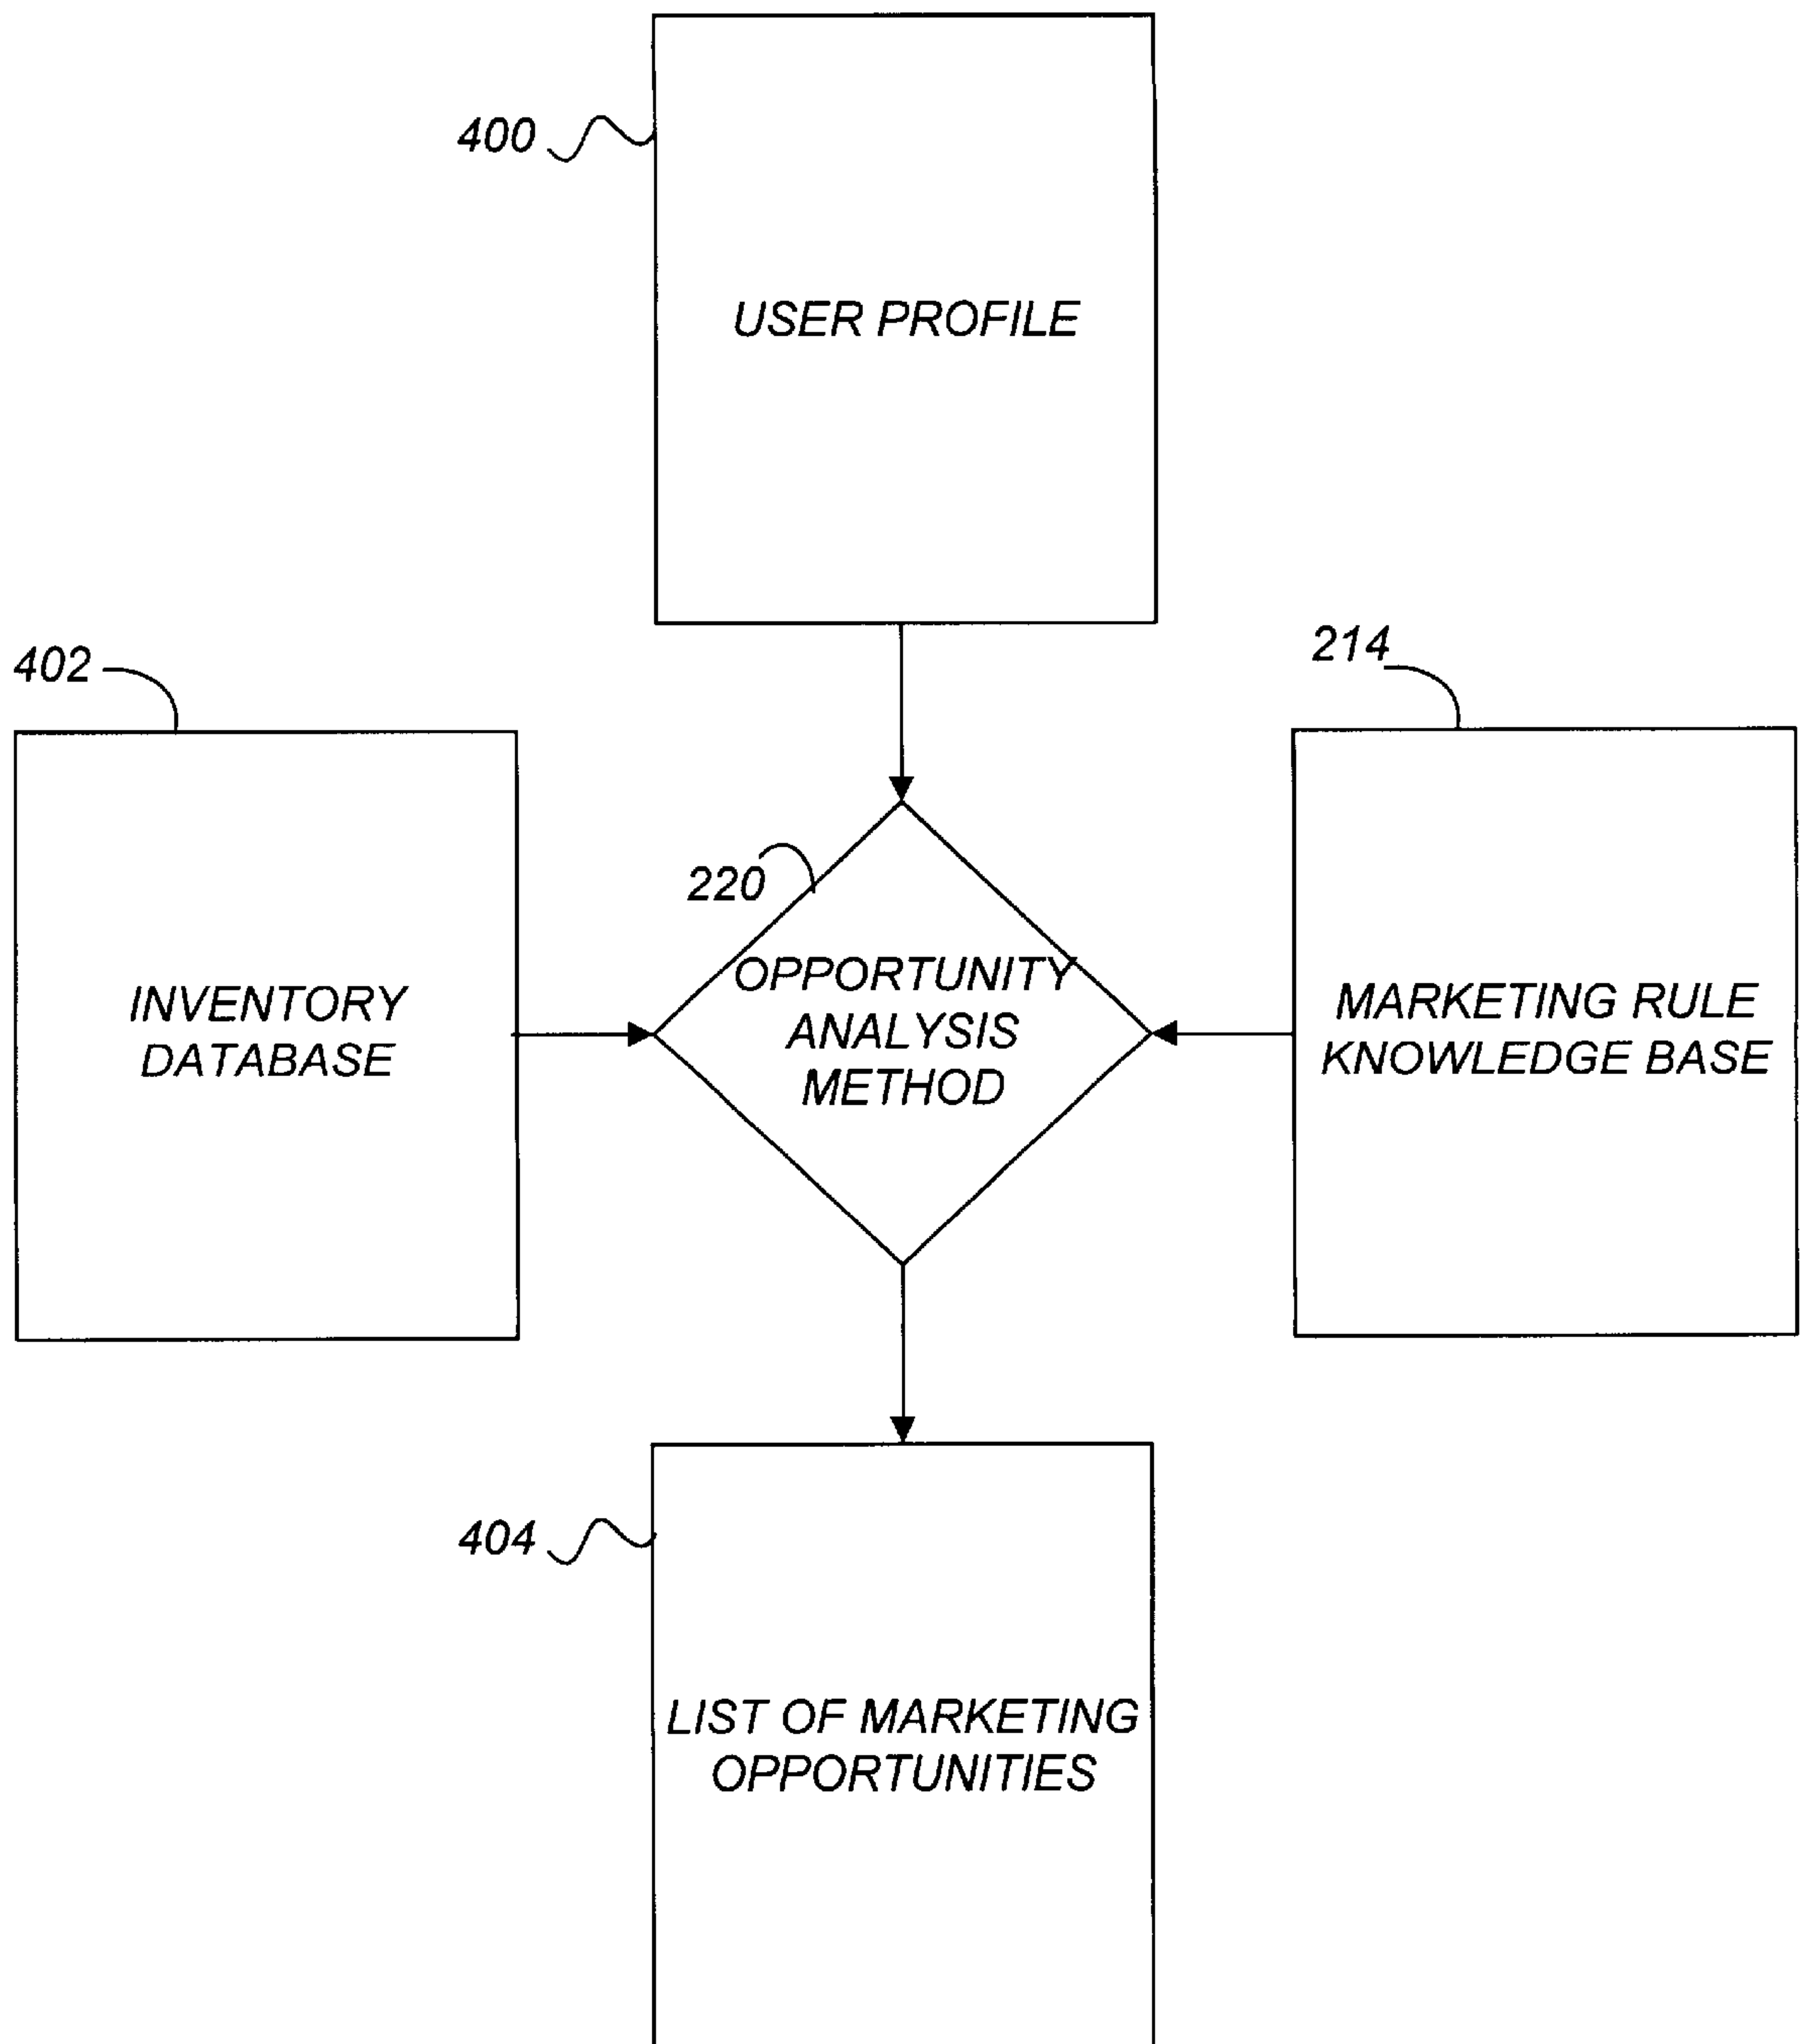 400
USER PROFILE
402
214
220
INVENTORY
DATABASE
OPPORTUNITY
ANALYSIS
METHOD
MARKETING RULE
KNOWLEDGE BASE
404
LIST OF MARKETING
OPPORTUNITIES